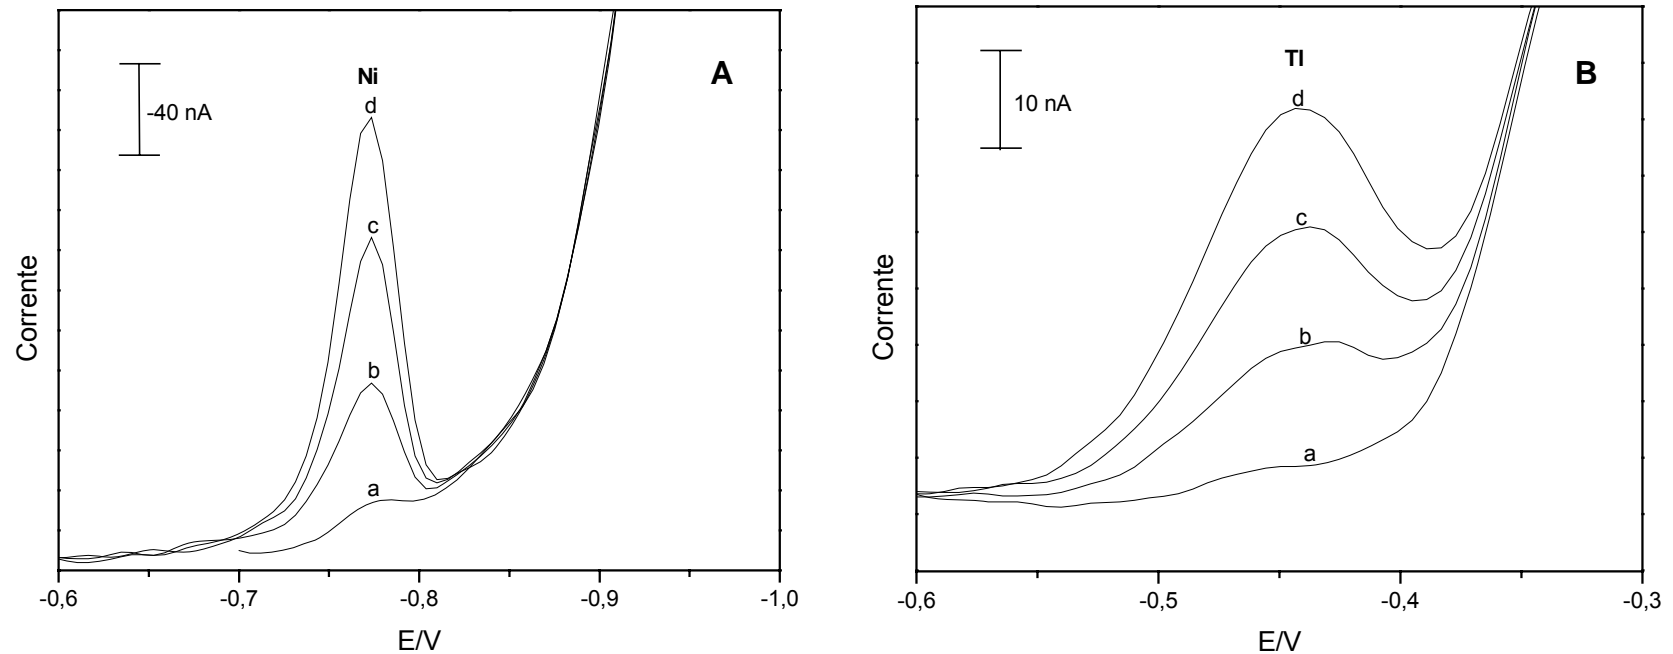 A
Ni
d
-40 nA
c
b
a
Corrente
-0,6
-0,7
-0,8
-0,9
-1,0
E/V
B
Tl
d
10 nA
c
b
a
Corrente
-0,6
-0,5
-0,4
-0,3
E/V